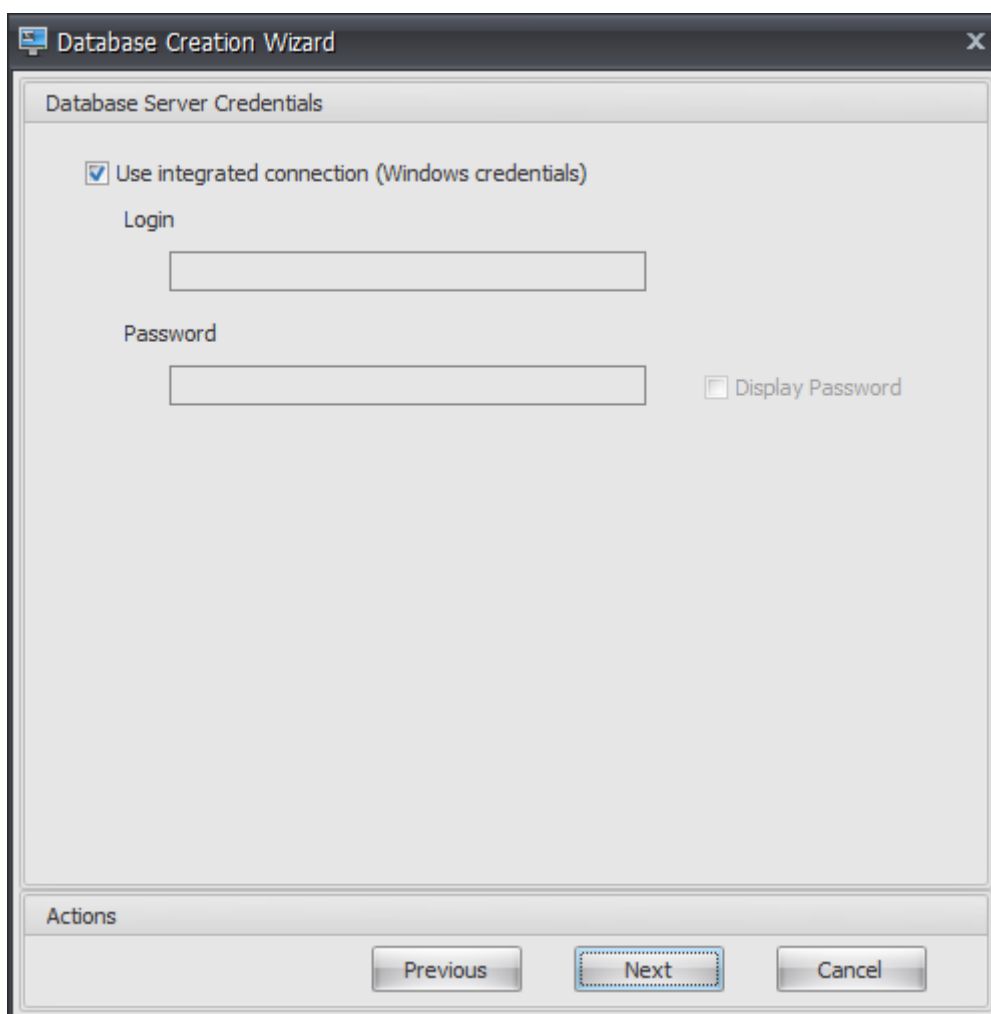 Database Creation Wizard
Database Server Credentials
Use integrated connection (Windows credentials)
Login
Password
Display Password
Actions
Previous Next Cancel